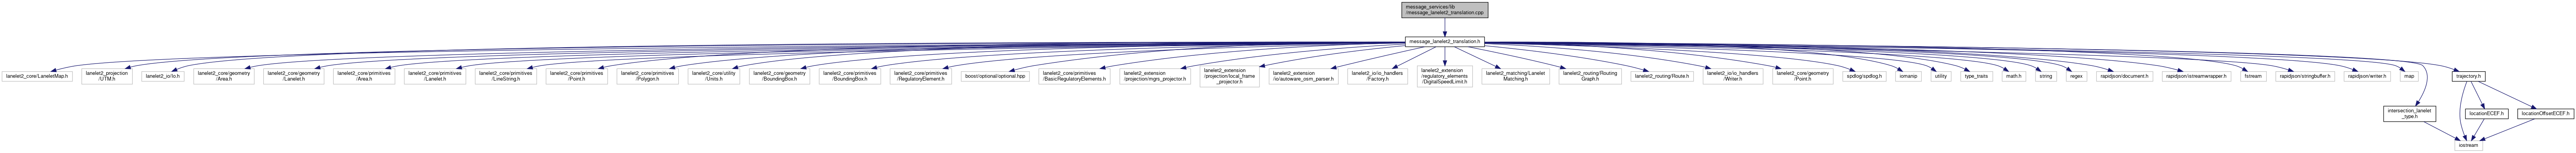 message_services/lib
/message_lanelet2_translation.cpp
message_lanelet2_translation.h
lanelet2_core/LaneletMap.h
lanelet2_projection
/UTM.h
lanelet2_io/Io.h
lanelet2_core/geometry
/Area.h
lanelet2_core/geometry
/Lanelet.h
lanelet2_core/primitives
/Area.h
lanelet2_core/primitives
/Lanelet.h
lanelet2_core/primitives
/LineString.h
lanelet2_core/primitives
/Point.h
lanelet2_core/primitives
/Polygon.h
lanelet2_core/utility
/Units.h
lanelet2_core/geometry
/BoundingBox.h
lanelet2_core/primitives
/BoundingBox.h
lanelet2_core/primitives
/RegulatoryElement.h
boost/optional/optional.hpp
lanelet2_core/primitives
/BasicRegulatoryElements.h
lanelet2_extension
/projection/mgrs_projector.h
lanelet2_extension
/projection/local_frame
_projector.h
lanelet2_extension
/io/autoware_osm_parser.h
lanelet2_io/io_handlers
/Factory.h
lanelet2_extension
/regulatory_elements
/DigitalSpeedLimit.h
lanelet2_matching/Lanelet
Matching.h
lanelet2_routing/Routing
Graph.h
lanelet2_routing/Route.h
lanelet2_io/io_handlers
/Writer.h
lanelet2_core/geometry
/Point.h
spdlog/spdlog.h
iomanip
utility
type_traits
math.h
string
regex
rapidjson/document.h
rapidjson/istreamwrapper.h
fstream
rapidjson/stringbuffer.h
rapidjson/writer.h
map
trajectory.h
intersection_lanelet
_type.h
locationECEF.h
locationOffsetECEF.h
iostream